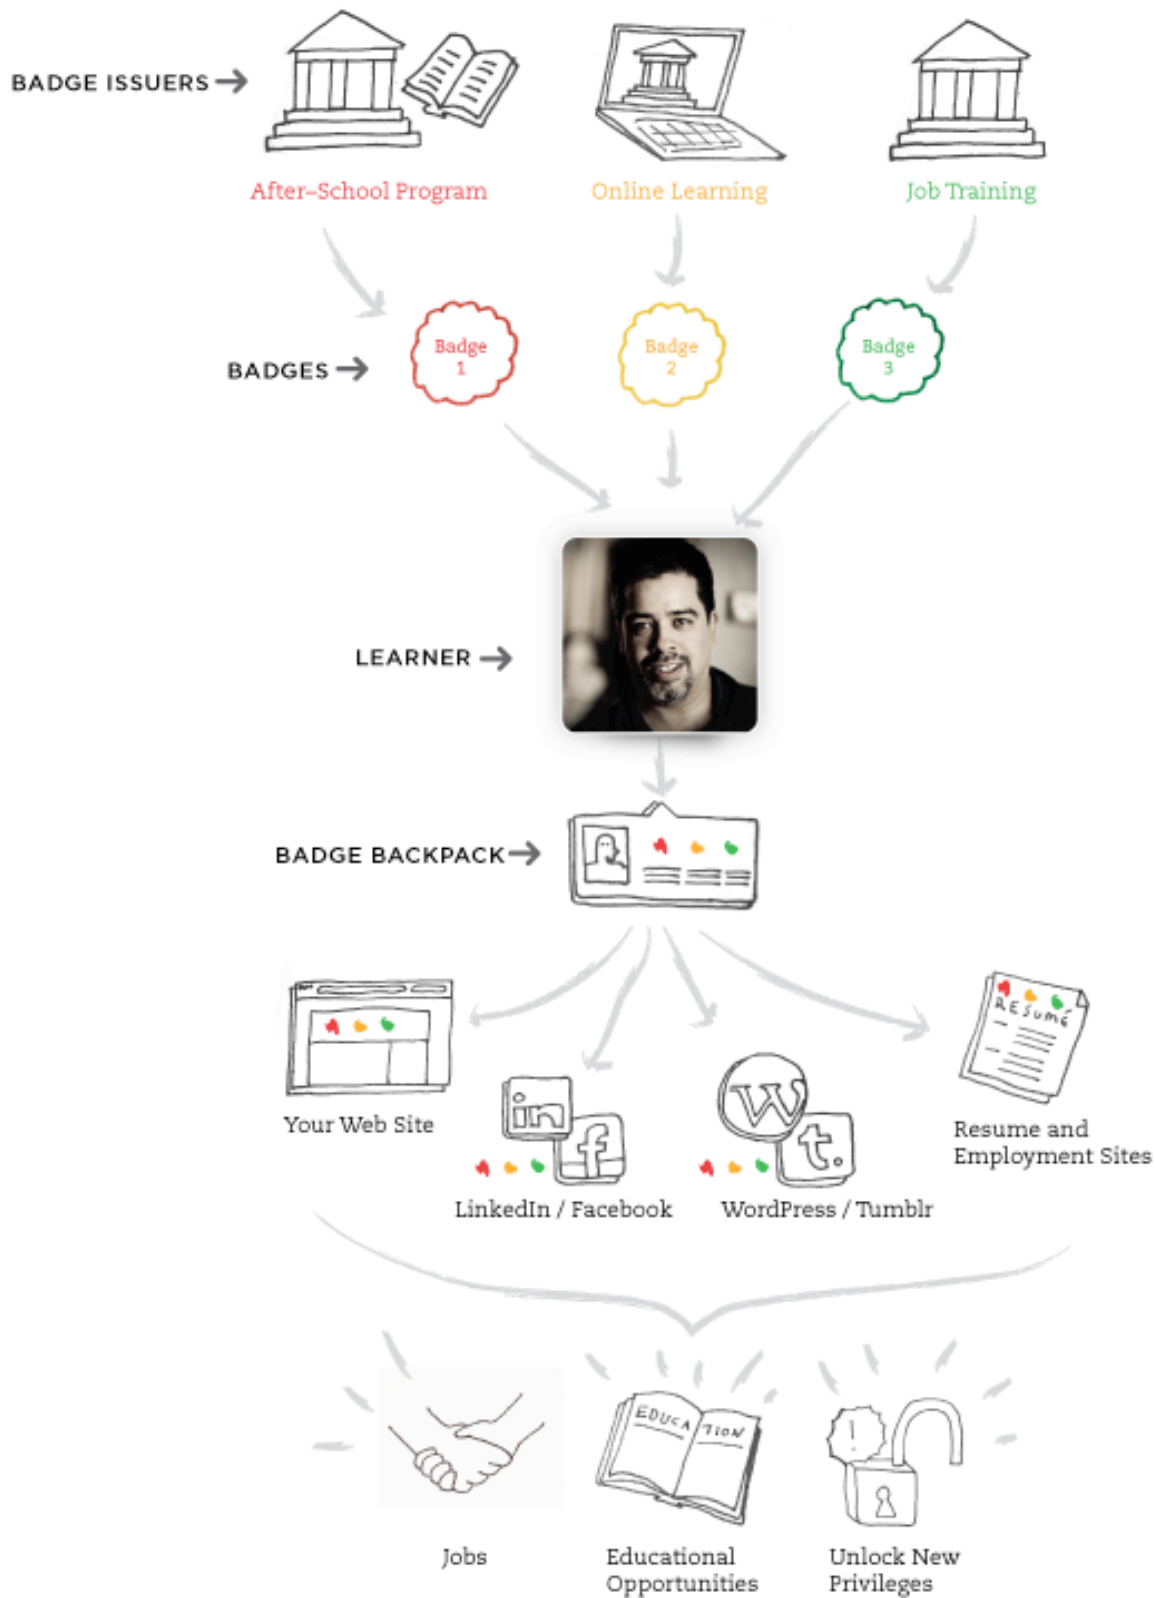 BADGE ISSUERS
After–School Program
Online Learning
Job Training
BADGES
Badge
1
Badge
2
Badge
3
LEARNER
BADGE BACKPACK
RESUMÉ
Your Web Site
in
f
W
t.
Resume and
Employment Sites
LinkedIn / Facebook
WordPress / Tumblr
EDUCATION
!
Jobs
Educational
Opportunities
Unlock New
Privileges